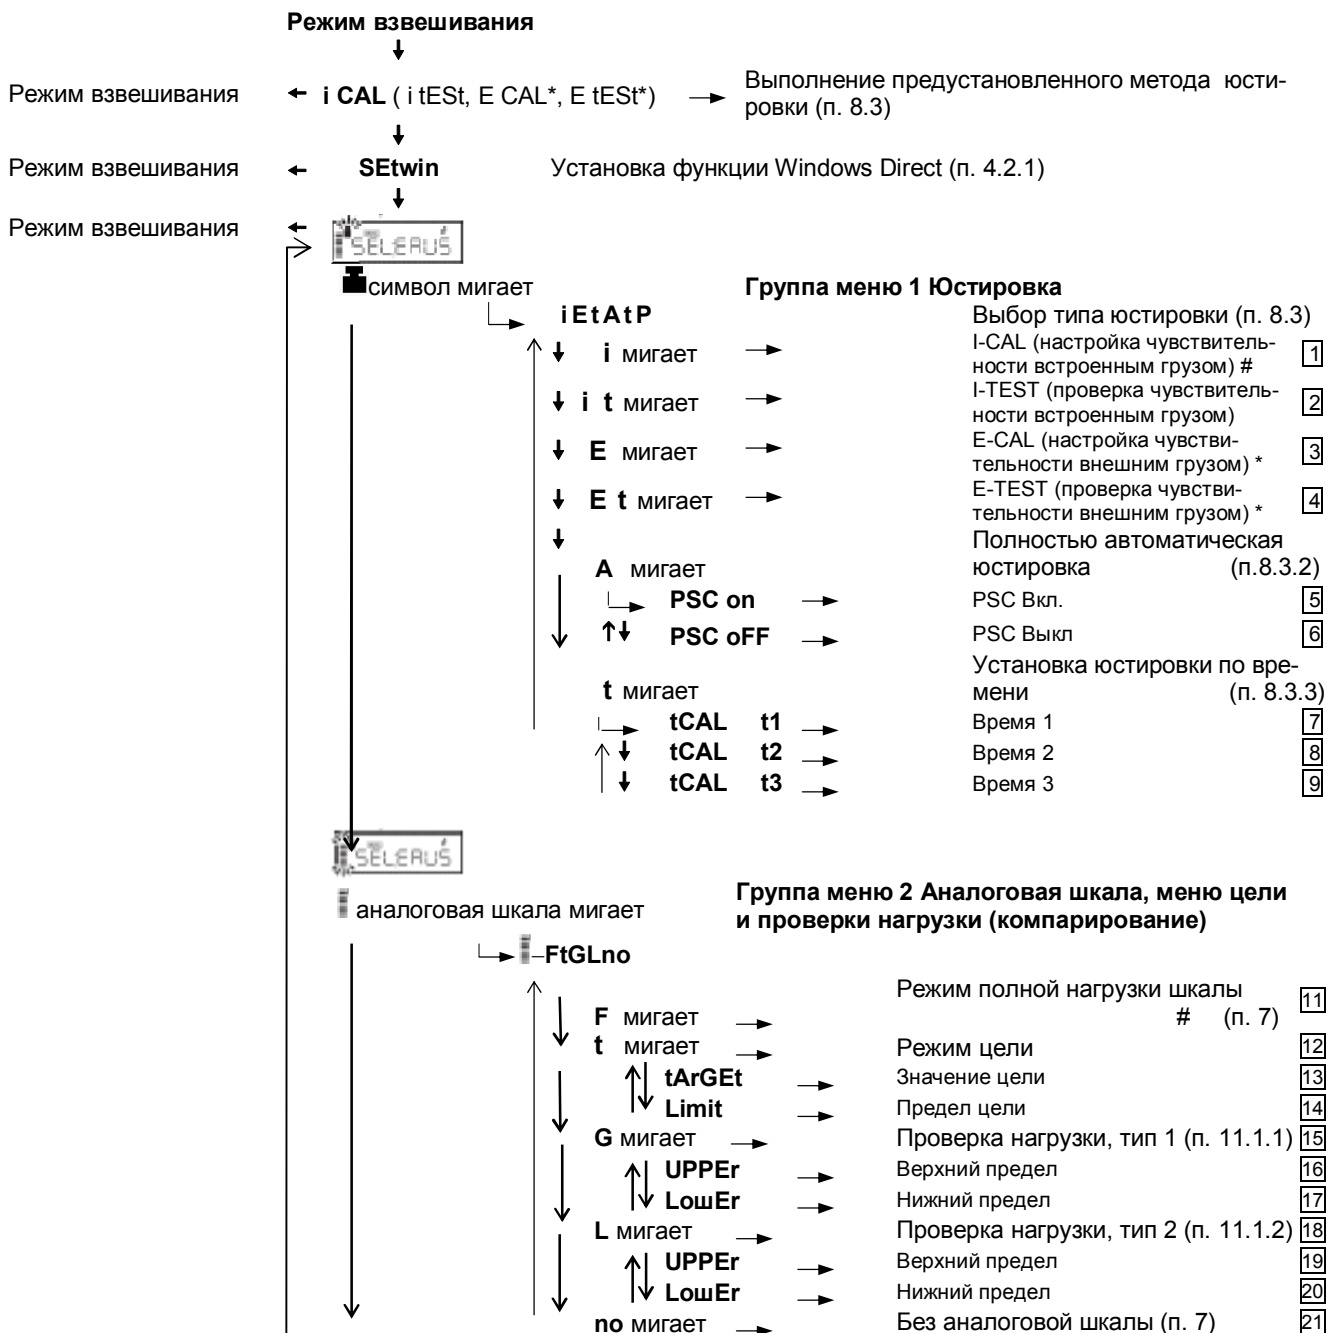 Режим взвешивания
Режим взвешивания i CAL ( i tESt, E CAL*, E tESt*) Выполнение предустановленного метода юсти-
ровки (п. 8.3)
Режим взвешивания SEtwin Установка функции Windows Direct (п. 4.2.1)
Режим взвешивания
SELERUS
символ мигает Группа меню 1 Юстировка
iEtAtP Выбор типа юстировки (п. 8.3)
i мигает I-CAL (настройка чувствитель-
ности встроенным грузом) # 1
i t мигает I-TEST (проверка чувствитель-
ности встроенным грузом) 2
E мигает E-CAL (настройка чувстви-
тельности внешним грузом) * 3
E t мигает E-TEST (проверка чувстви-
тельности внешним грузом) * 4
Полностью автоматическая
A мигает юстировка (п.8.3.2)
PSC on PSC Вкл. 5
PSC oFF PSC Выкл 6
Установка юстировки по вре-
t мигает мени (п. 8.3.3)
tCAL t1 Время 1 7
tCAL t2 Время 2 8
tCAL t3 Время 3 9
SELERUS
Группа меню 2 Аналоговая шкала, меню цели
аналоговая шкала мигает и проверки нагрузки (компарирование)
–FtGLno
Режим полной нагрузки шкалы 11
F мигает # (п. 7)
t мигает Режим цели 12
tArGEt Значение цели 13
Limit Предел цели 14
G мигает Проверка нагрузки, тип 1 (п. 11.1.1) 15
UPPEr Верхний предел 16
LoшEr Нижний предел 17
L мигает Проверка нагрузки, тип 2 (п. 11.1.2) 18
UPPEr Верхний предел 19
LoшEr Нижний предел 20
no мигает Без аналоговой шкалы (п. 7) 21